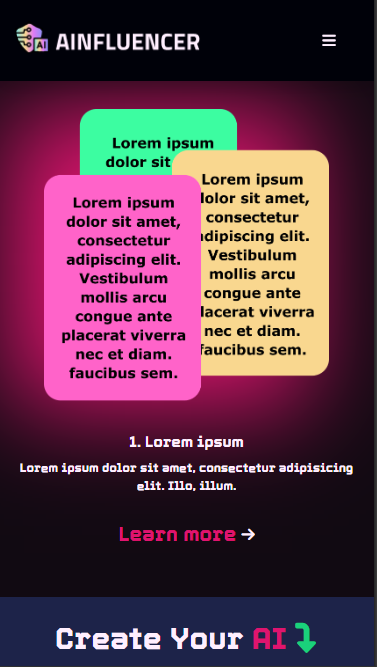 AI AINFLUENCER
Lorem ipsum
dolor sit
Lorem ipsum
dolor sit amet,
consectetur
adipiscing elit.
Vestibulum
mollis arcu
congue ante
placerat viverra
nec et diam.
faucibus sem.
Lorem ipsum
dolor sit amet,
consectetur
adipiscing elit.
Vestibulum
mollis arcu
congue ante
placerat viverra
nec et diam.
faucibus sem.
1. Lorem ipsum
Lorem ipsum dolor sit amet, consectetur adipisicing
elit. Illo, illum.
Learn more →
Create Your AI